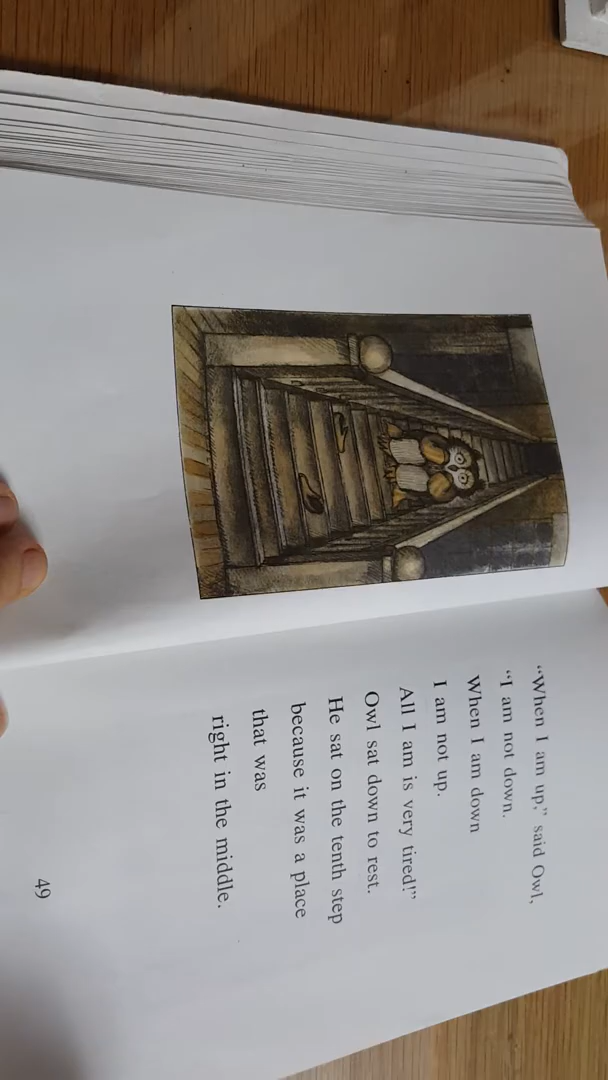 “When I am up,” said Owl,
“I am not down.
When I am down
I am not up.
All I am is very tired!”
Owl sat down to rest.
He sat on the tenth step
because it was a place
that was
right in the middle.
49